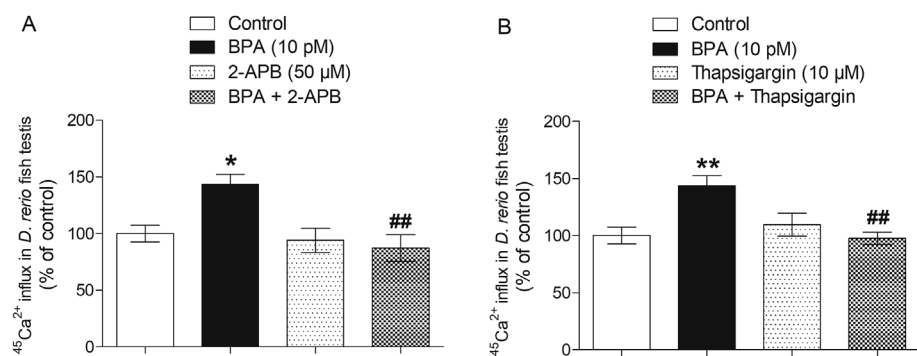 A
Control
BPA (10 pM)
2-APB (50 µM)
BPA + 2-APB
⁴⁵Ca²⁺ influx in D. rerio fish testis
(% of control)
200
150
100
50
0
*
##
B
Control
BPA (10 pM)
Thapsigargin (10 µM)
BPA + Thapsigargin
⁴⁵Ca²⁺ influx in D. rerio fish testis
(% of control)
200
150
100
50
0
**
##